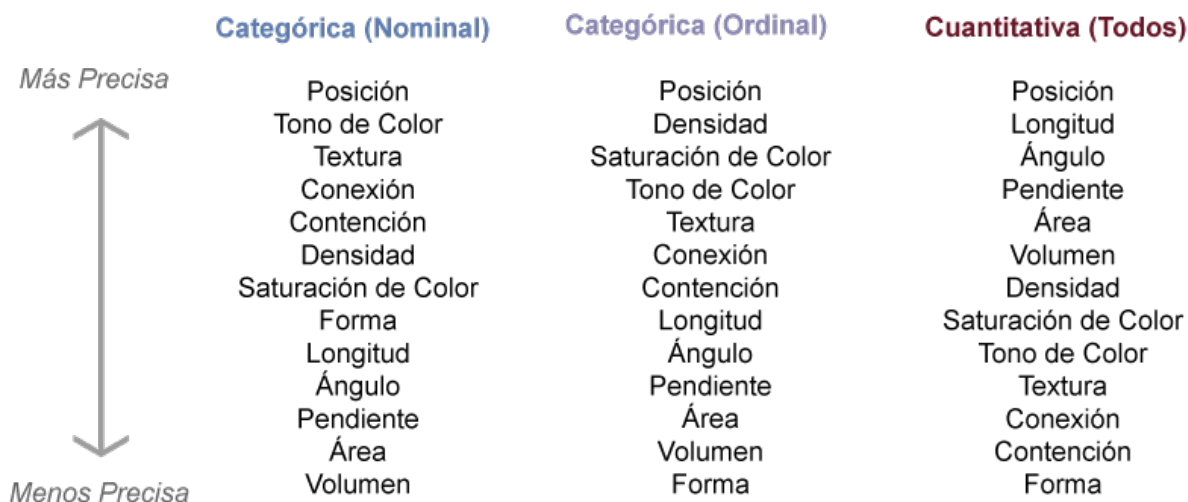 Categórica (Nominal) Categórica (Ordinal) Cuantitativa (Todos)
Más Precisa
Posición Posición Posición
Tono de Color Densidad Longitud
Textura Saturación de Color Ángulo
Conexión Tono de Color Pendiente
Contención Textura Área
Densidad Conexión Volumen
Saturación de Color Contención Densidad
Forma Longitud Saturación de Color
Longitud Ángulo Tono de Color
Ángulo Pendiente Textura
Pendiente Área Conexión
Área Volumen Contención
Volumen Forma Forma
Menos Precisa